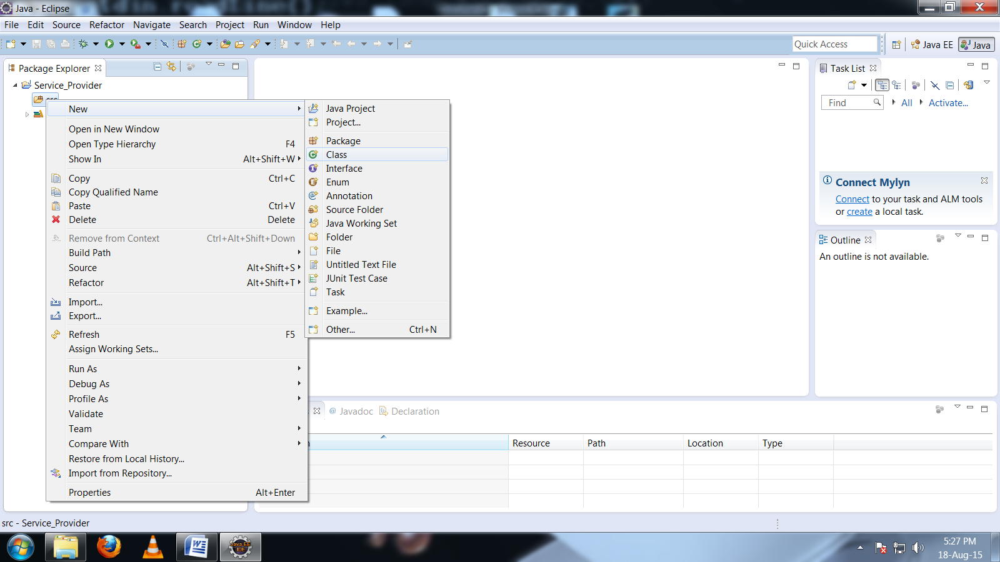 Java - Eclipse
File Edit Source Refactor Navigate Search Project Run Window Help
Quick Access
Java EE
Java
Package Explorer
Service_Provider
src
New
Open in New Window
Open Type Hierarchy F4
Show In Alt+Shift+W
Copy Ctrl+C
Copy Qualified Name
Paste Ctrl+V
Delete Delete
Remove from Context Ctrl+Alt+Shift+Down
Build Path
Source Alt+Shift+S
Refactor Alt+Shift+T
Import...
Export...
Refresh F5
Assign Working Sets...
Run As
Debug As
Profile As
Validate
Team
Compare With
Restore from Local History...
Import from Repository...
Properties Alt+Enter
Java Project
Project...
Package
Class
Interface
Enum
Annotation
Source Folder
Java Working Set
Folder
File
Untitled Text File
JUnit Test Case
Task
Example...
Other... Ctrl+N
Task List
Find
All
Activate...
Connect Mylyn
Connect to your task and ALM tools
or create a local task.
Outline
An outline is not available.
@ Javadoc
Declaration
Resource Path Location Type
src - Service_Provider
Java EE
IDE
5:27 PM
18-Aug-15